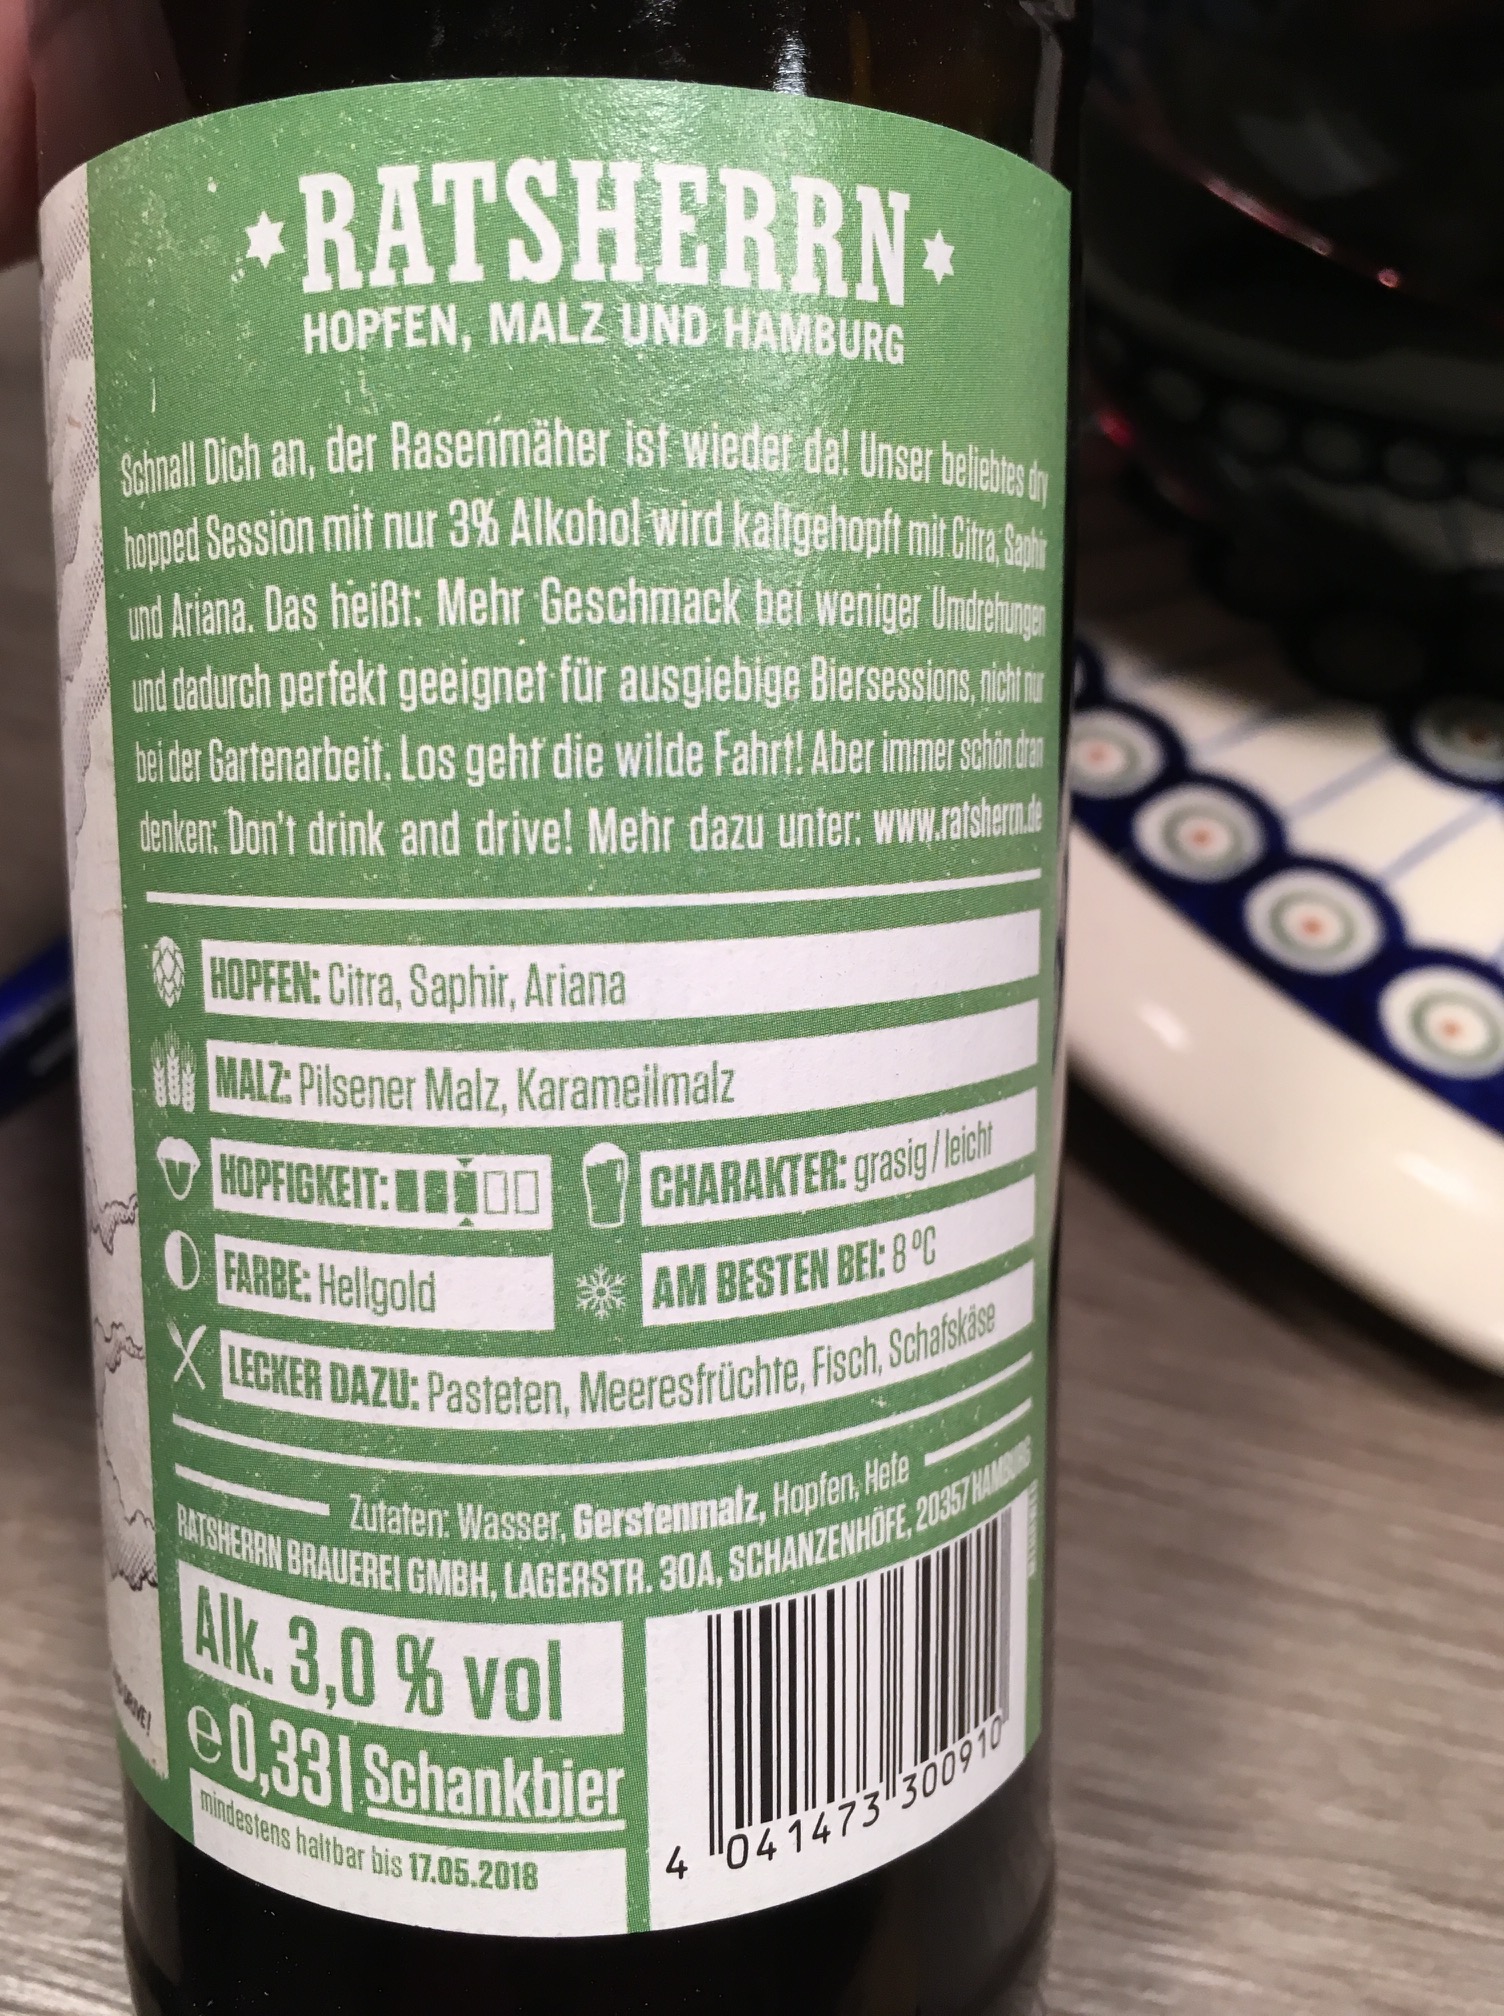 RATSHERRN
HOPFEN, MALZ UND HAMBURG
Schnall Dich an, der Rasenmäher ist wieder da! Unser beliebtes dry
hopped Session mit nur 3% Alkohol wird kaltgehopft mit Citra, Saphir
und Ariana. Das heißt: Mehr Geschmack bei weniger Umdrehungen
und dadurch perfekt geeignet für ausgiebige Biersessions, nicht nur
bei der Gartenarbeit. Los geht die wilde Fahrt! Aber immer schön dran
denken: Don't drink and drive! Mehr dazu unter: www.ratsherrn.de
HOPFEN: Citra, Saphir, Ariana
MALZ: Pilsener Malz, Karamellmalz
HOPFIGKEIT:
CHARAKTER: grasig / leicht
FARBE: Hellgold
AM BESTEN BEI: 8 °C
LECKER DAZU: Pasteten, Meeresfrüchte, Fisch, Schafskäse
Zutaten: Wasser, Gerstenmalz, Hopfen, Hefe
RATSHERRN BRAUEREI GMBH, LAGERSTR. 30A, SCHANZENHÖFE, 20357 HAMBURG
Alk. 3,0 % vol
℮ 0,33 l Schankbier
mindestens haltbar bis 17.05.2018
4 041473 300910
DRIVE!